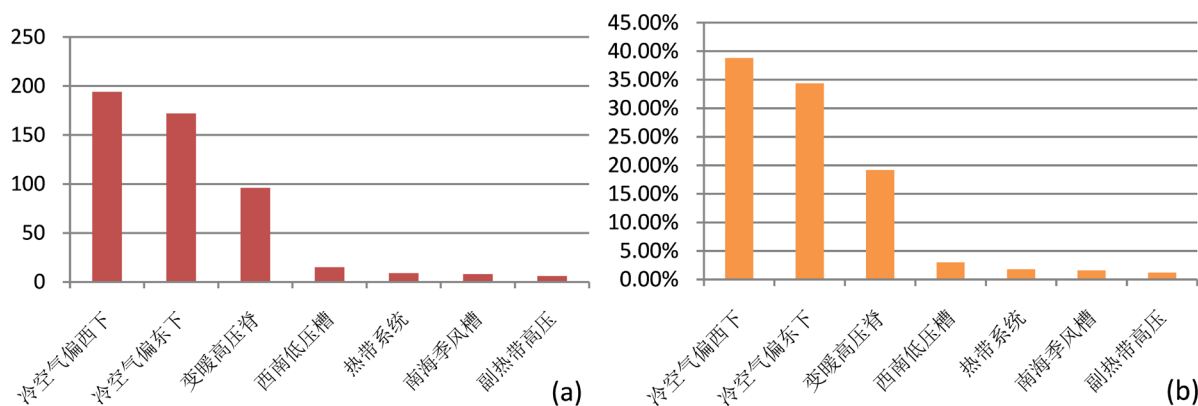 250
200
150
100
50
0
冷空气偏西下
冷空气偏东下
变暖高压脊
西南低压槽
热带系统
南海季风槽
副热带高压
(a)
45.00%
40.00%
35.00%
30.00%
25.00%
20.00%
15.00%
10.00%
5.00%
0.00%
冷空气偏西下
冷空气偏东下
变暖高压脊
西南低压槽
热带系统
南海季风槽
副热带高压
(b)